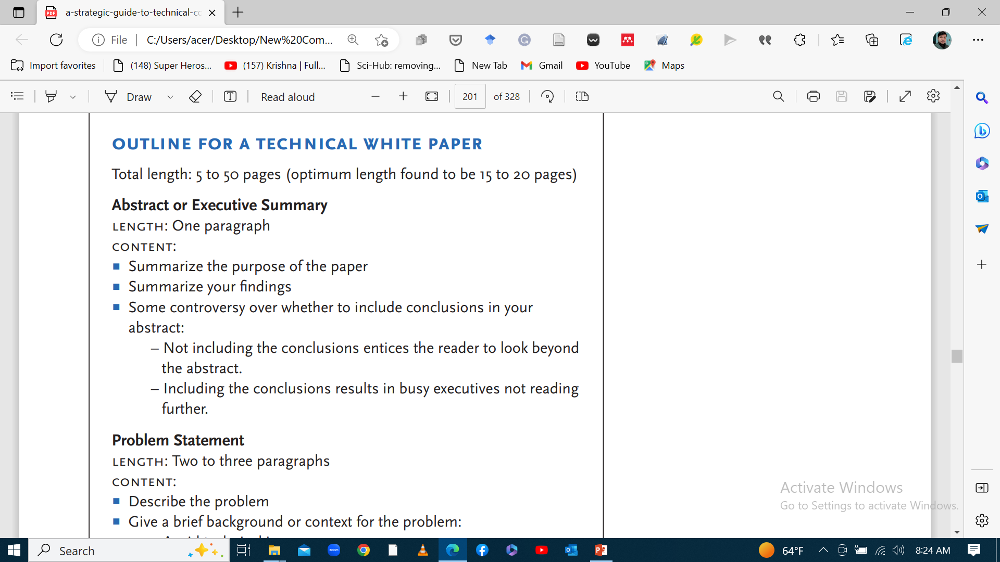 a-strategic-guide-to-technical-cc
File
C:/Users/acer/Desktop/New%20Com...
Import favorites
(148) Super Heros...
(157) Krishna | Full...
Sci-Hub: removing...
New Tab
Gmail
YouTube
Maps
Draw
Read aloud
201
of 328
OUTLINE FOR A TECHNICAL WHITE PAPER
Total length: 5 to 50 pages (optimum length found to be 15 to 20 pages)
Abstract or Executive Summary
LENGTH: One paragraph
CONTENT:
Summarize the purpose of the paper
Summarize your findings
Some controversy over whether to include conclusions in your
abstract:
– Not including the conclusions entices the reader to look beyond
the abstract.
– Including the conclusions results in busy executives not reading
further.
Problem Statement
LENGTH: Two to three paragraphs
CONTENT:
Describe the problem
Give a brief background or context for the problem:
Activate Windows
Go to Settings to activate Windows.
Search
zoom
64°F
8:24 AM